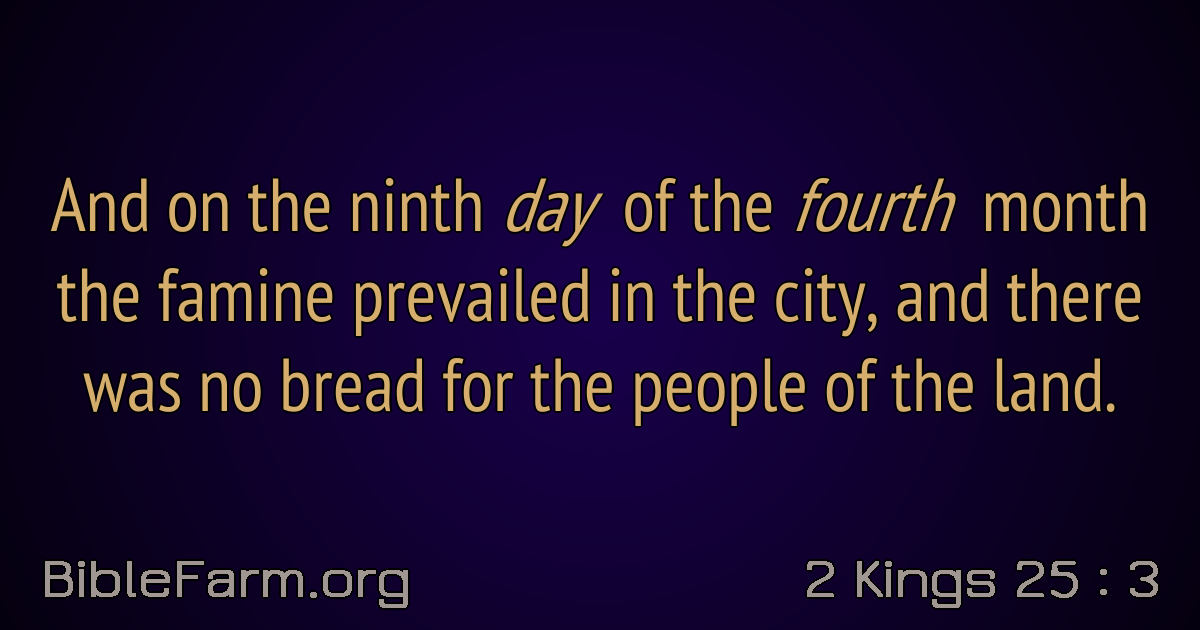 And on the ninth day of the fourth month
the famine prevailed in the city, and there
was no bread for the people of the land.
BibleFarm.org
2 Kings 25 : 3